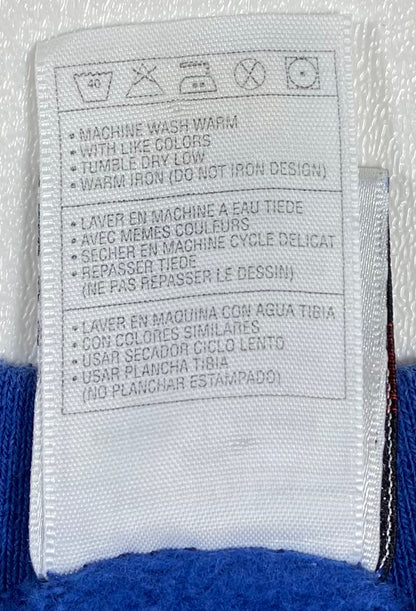 40
• MACHINE WASH WARM
• WITH LIKE COLORS
• TUMBLE DRY LOW
• WARM IRON (DO NOT IRON DESIGN)
• LAVER EN MACHINE A EAU TIEDE
• AVEC MEMES COULEURS
• SECHER EN MACHINE CYCLE DELICAT
• REPASSER TIEDE
(NE PAS REPASSER LE DESSIN)
• LAVER EN MAQUINA CON AGUA TIBIA
• CON COLORES SIMILARES
• USAR SECADOR CICLO LENTO
• USAR PLANCHA TIBIA
(NO PLANCHAR ESTAMPADO)